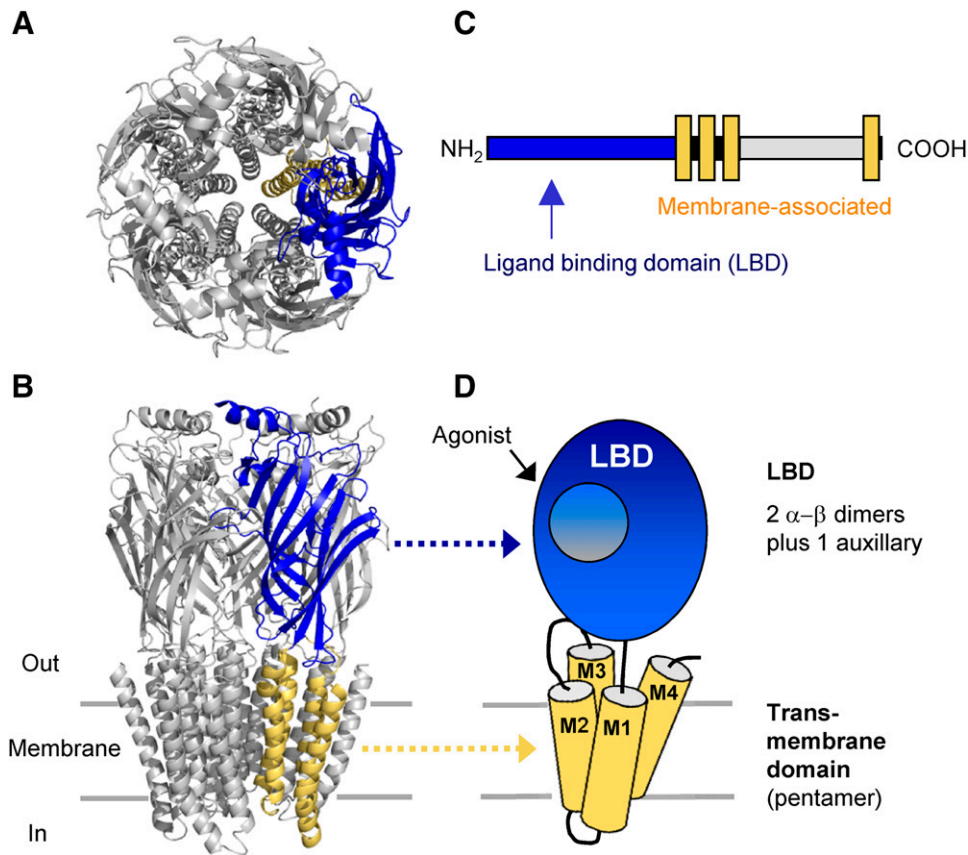 A
C
NH2
COOH
Membrane-associated
Ligand binding domain (LBD)
B
D
Agonist
LBD
LBD
2 α–β dimers
plus 1 auxillary
Out
M3
M4
M2
M1
Membrane
Trans-
membrane
domain
(pentamer)
In